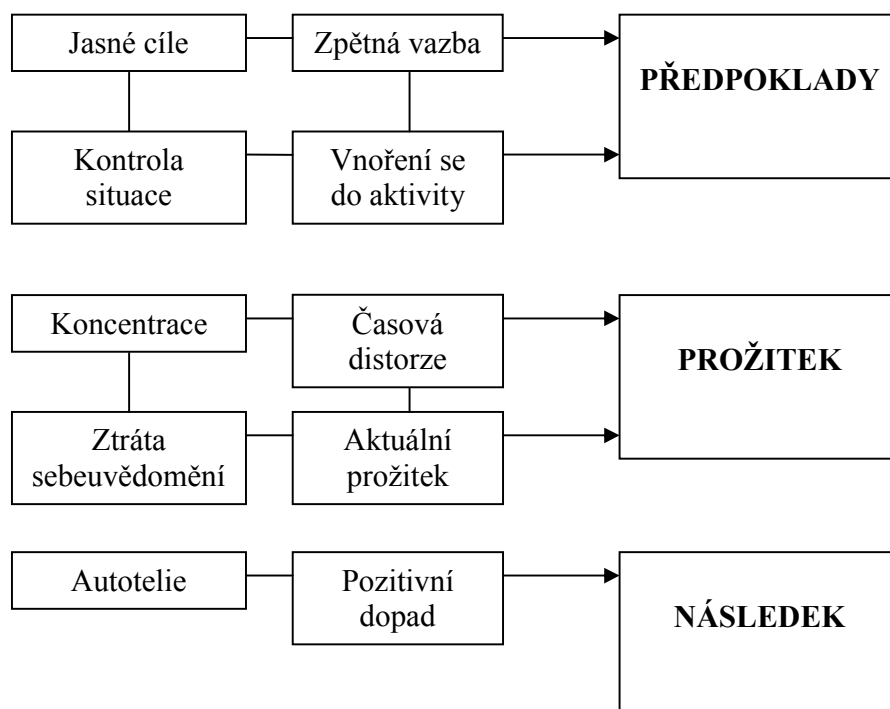 Jasné cíle
Zpětná vazba
PŘEDPOKLADY
Kontrola
situace
Vnoření se
do aktivity
Koncentrace
Časová
distorze
PROŽITEK
Ztráta
sebeuvědomění
Aktuální
prožitek
Autotelie
Pozitivní
dopad
NÁSLEDEK